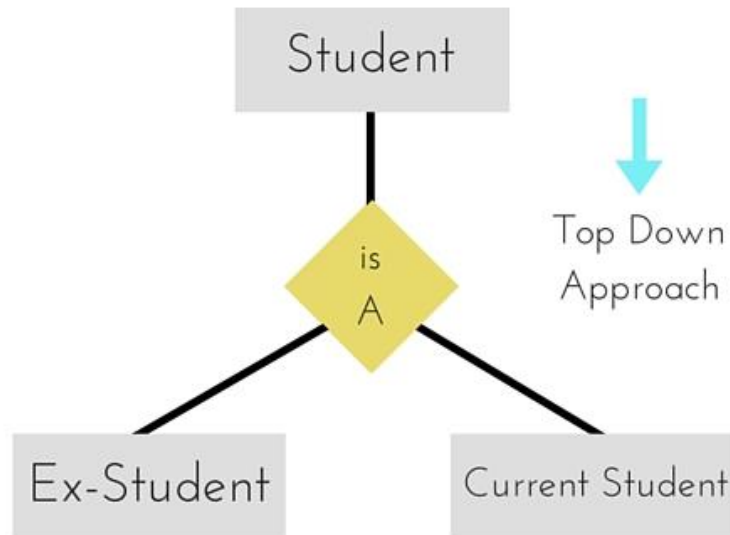 Student
is
A
Top Down
Approach
Ex-Student
Current Student